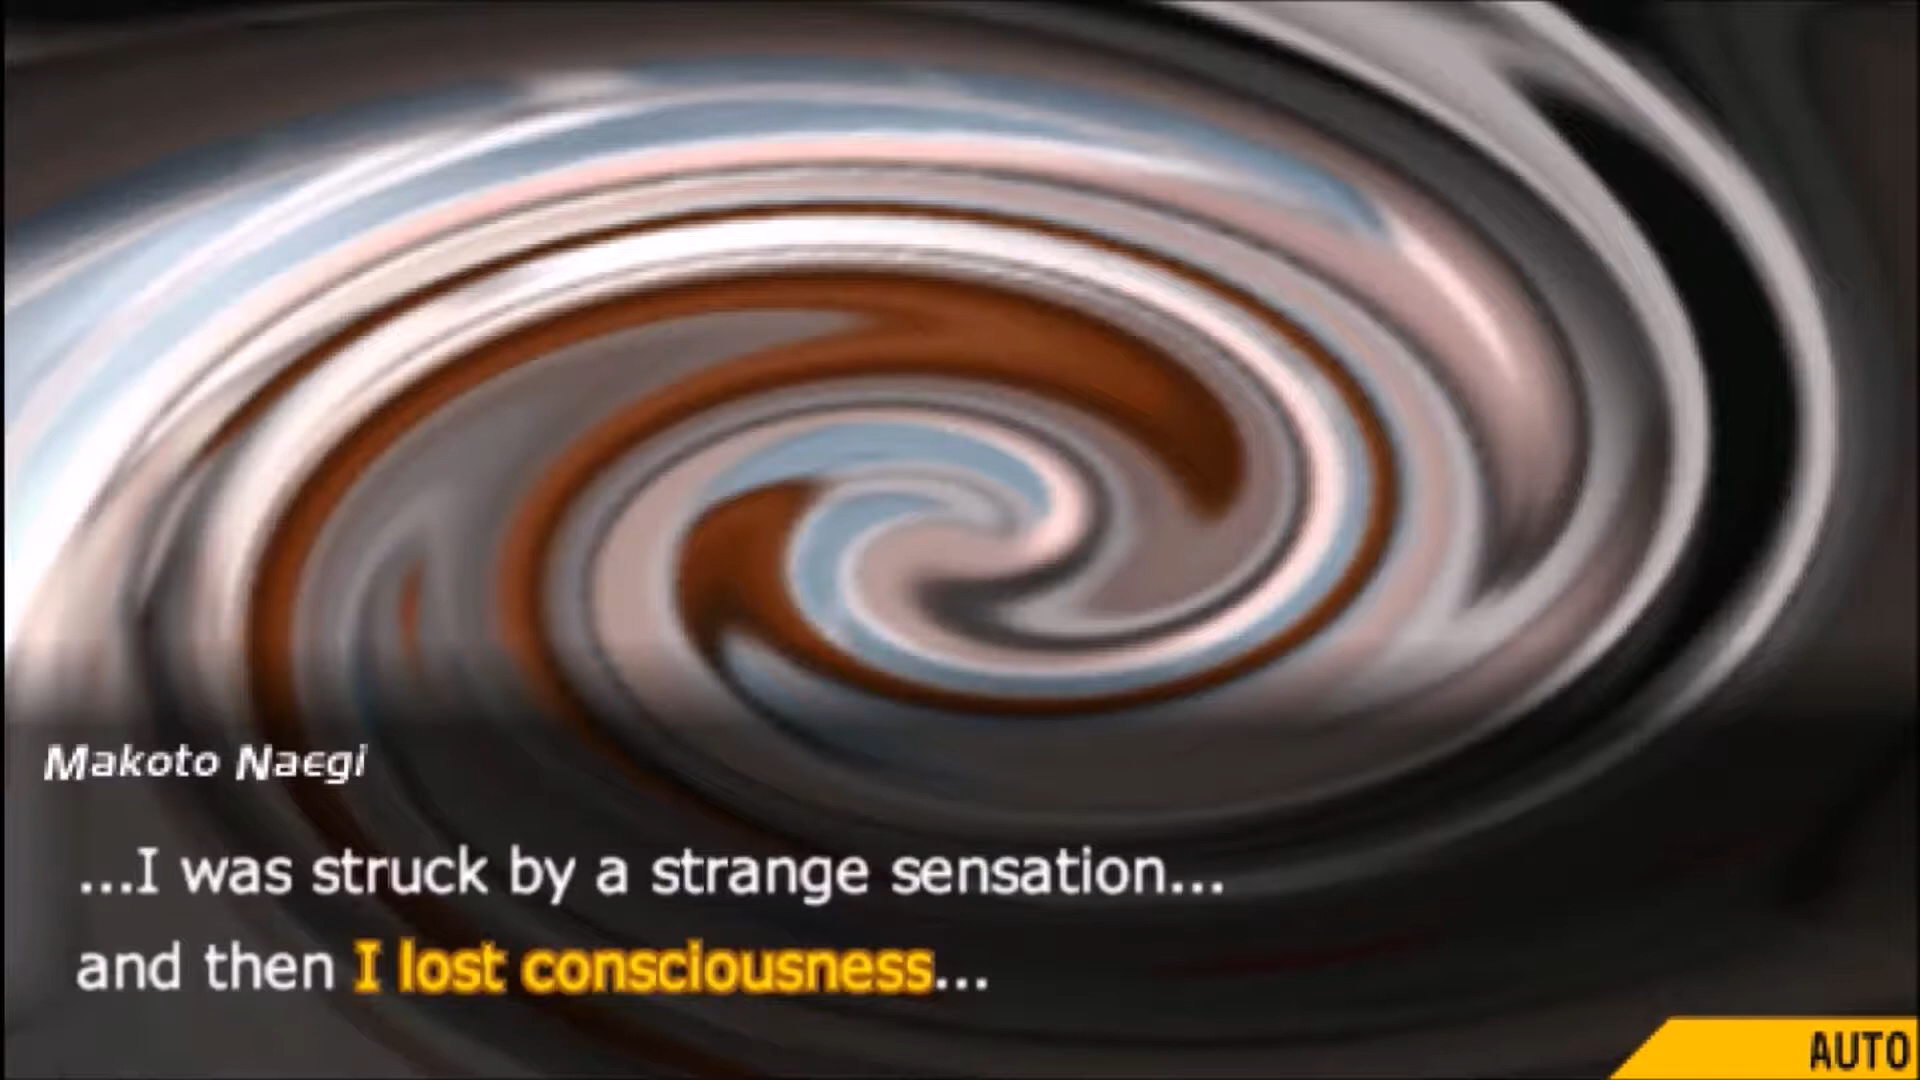 Makoto Naegi
...I was struck by a strange sensation...
and then I lost consciousness...
AUTO